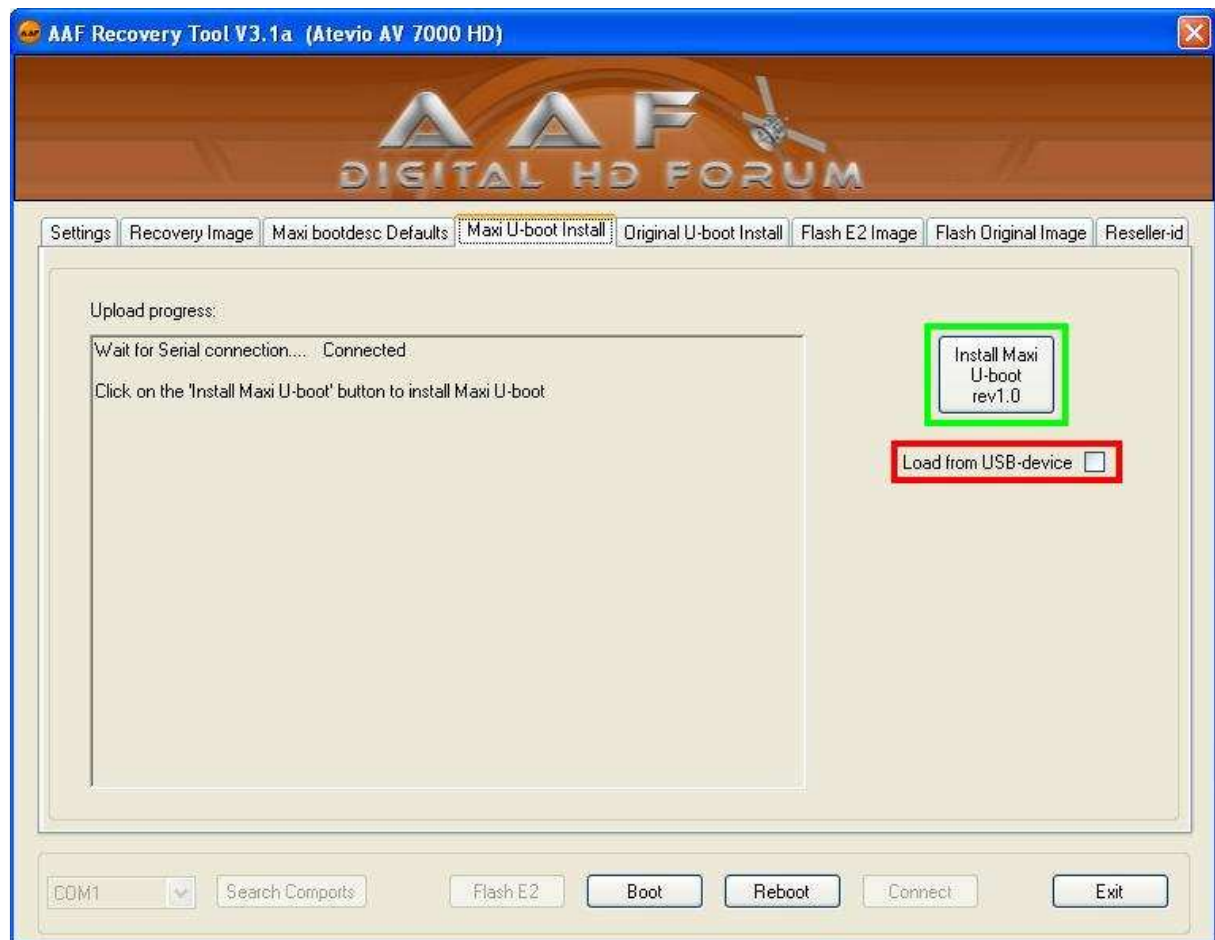 AAF Recovery Tool V3.1a (Atevio AV 7000 HD)
AAF
DIGITAL HD FORUM
Settings Recovery Image Maxi bootdesc Defaults Maxi U-boot Install Original U-boot Install Flash E2 Image Flash Original Image Reseller-id
Upload progress:
Wait for Serial connection.... Connected
Click on the 'Install Maxi U-boot' button to install Maxi U-boot
Install Maxi
U-boot
rev1.0
Load from USB-device
COM1 Search Comports Flash E2 Boot Reboot Connect Exit